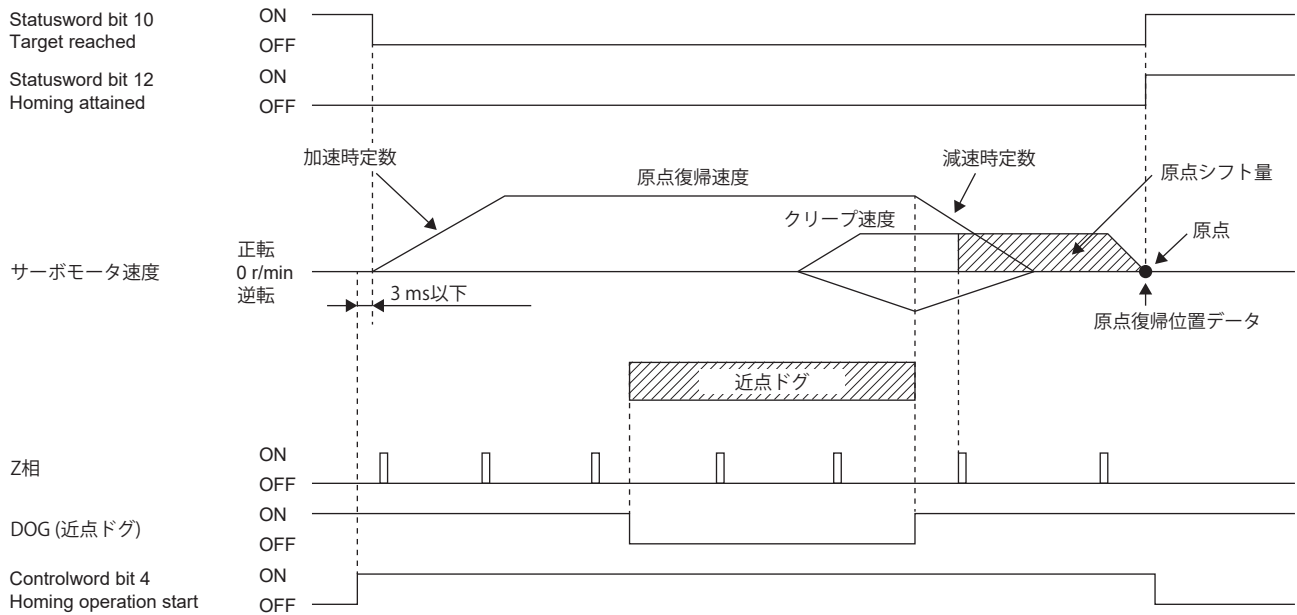 Statusword bit 10
Target reached
ON
OFF
Statusword bit 12
Homing attained
ON
OFF
加速時定数
原点復帰速度
減速時定数
原点シフト量
クリープ速度
原点
サーボモータ速度
正転
0 r/min
逆転
3 ms以下
原点復帰位置データ
近点ドグ
Z相
ON
OFF
DOG (近点ドグ)
ON
OFF
Controlword bit 4
Homing operation start
ON
OFF